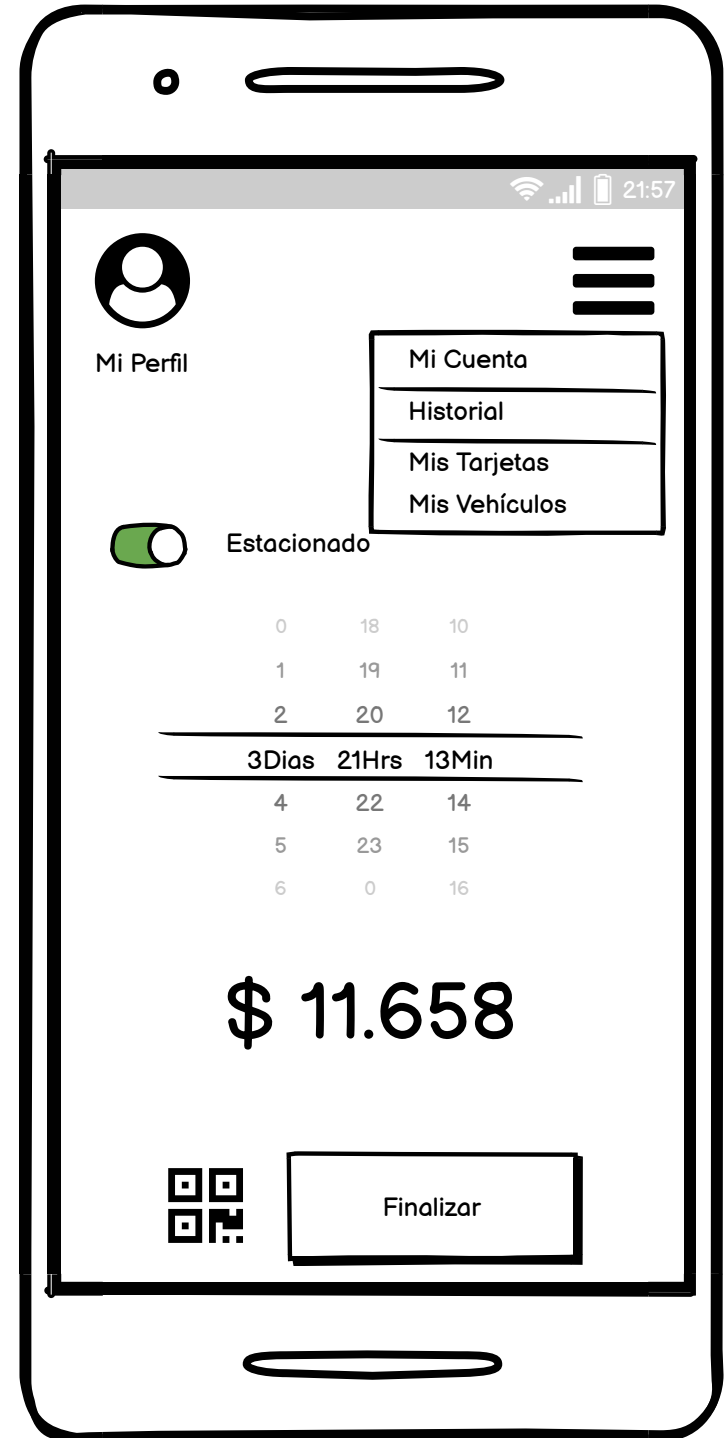 21:57
Mi Perfil
Mi Cuenta
Historial
Mis Tarjetas
Mis Vehículos
Estacionado
0 18 10
1 19 11
2 20 12
3Dias 21Hrs 13Min
4 22 14
5 23 15
6 0 16
$ 11.658
Finalizar